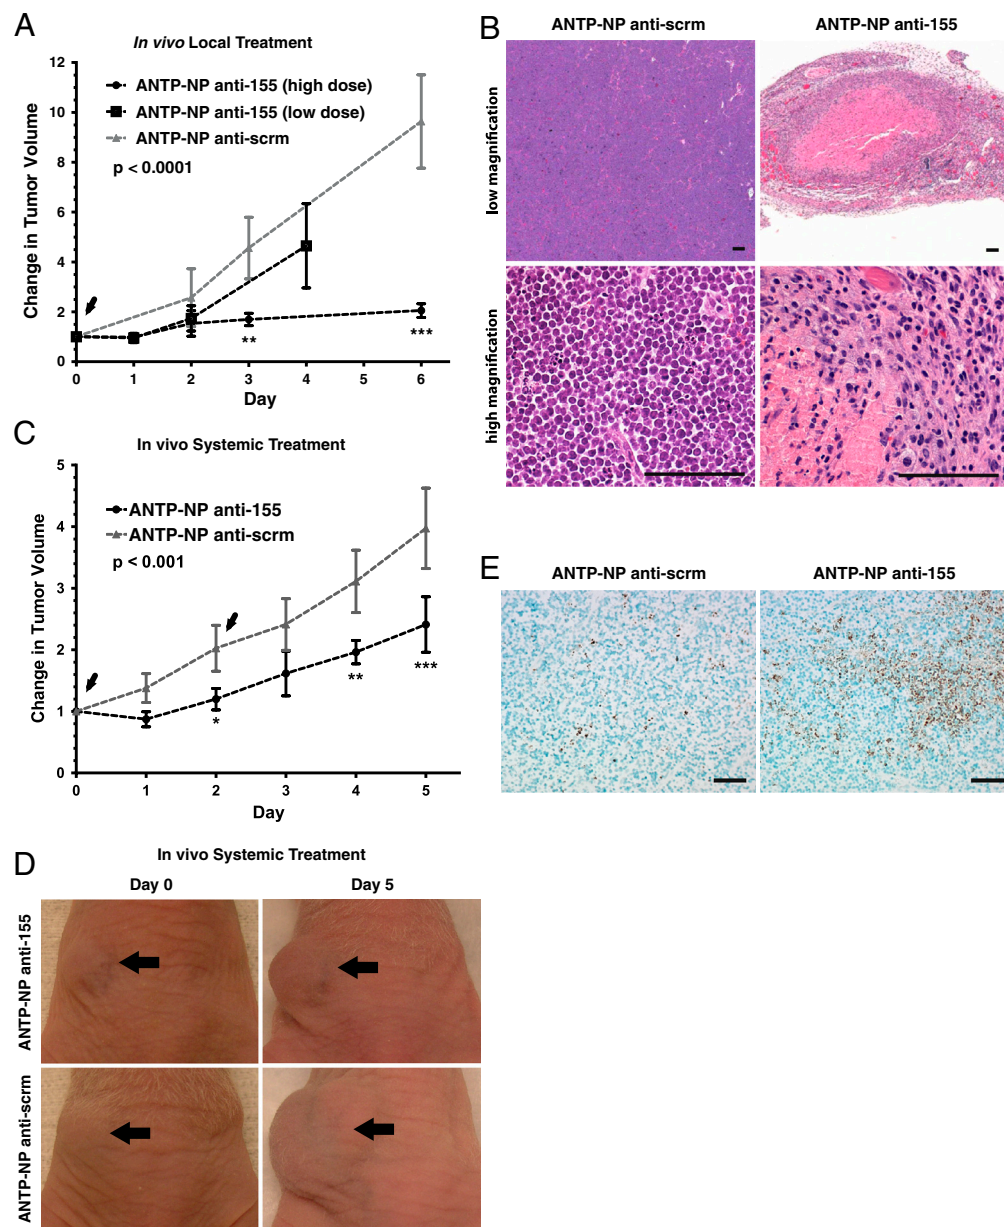 A
In vivo Local Treatment
ANTP-NP anti-155 (high dose)
ANTP-NP anti-155 (low dose)
ANTP-NP anti-scrm
p < 0.0001
Change in Tumor Volume
12
10
8
6
4
2
0
** ***
0 1 2 3 4 5 6
Day
B
ANTP-NP anti-scrm ANTP-NP anti-155
low magnification
high magnification
C
In vivo Systemic Treatment
ANTP-NP anti-155
ANTP-NP anti-scrm
p < 0.001
Change in Tumor Volume
5
4
3
2
1
0
* ** ***
0 1 2 3 4 5
Day
E
ANTP-NP anti-scrm ANTP-NP anti-155
D
In vivo Systemic Treatment
Day 0 Day 5
ANTP-NP anti-155
ANTP-NP anti-scrm